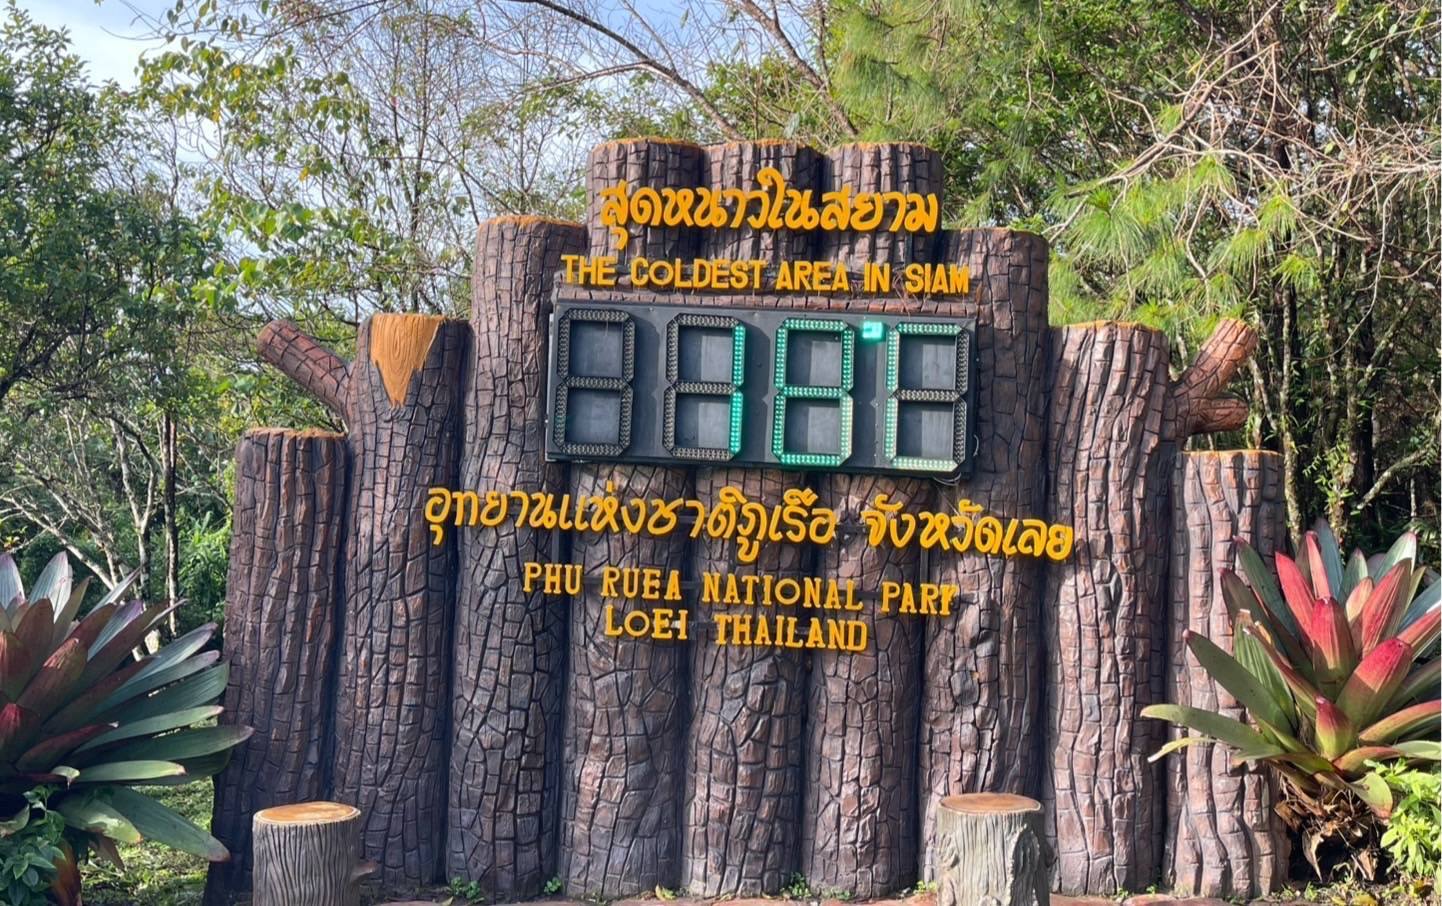 สุดหนาวในสยาม
THE COLDEST AREA IN SIAM
18°C
อุทยานแห่งชาติภูเรือ จังหวัดเลย
PHU RUEA NATIONAL PARK
LOEI THAILAND